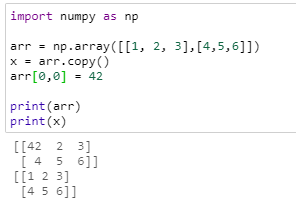 import numpy as np
arr = np.array([[1, 2, 3],[4,5,6]])
x = arr.copy()
arr[0,0] = 42
print(arr)
print(x)
[[42  2  3]
 [ 4  5  6]]
[[1 2 3]
 [4 5 6]]